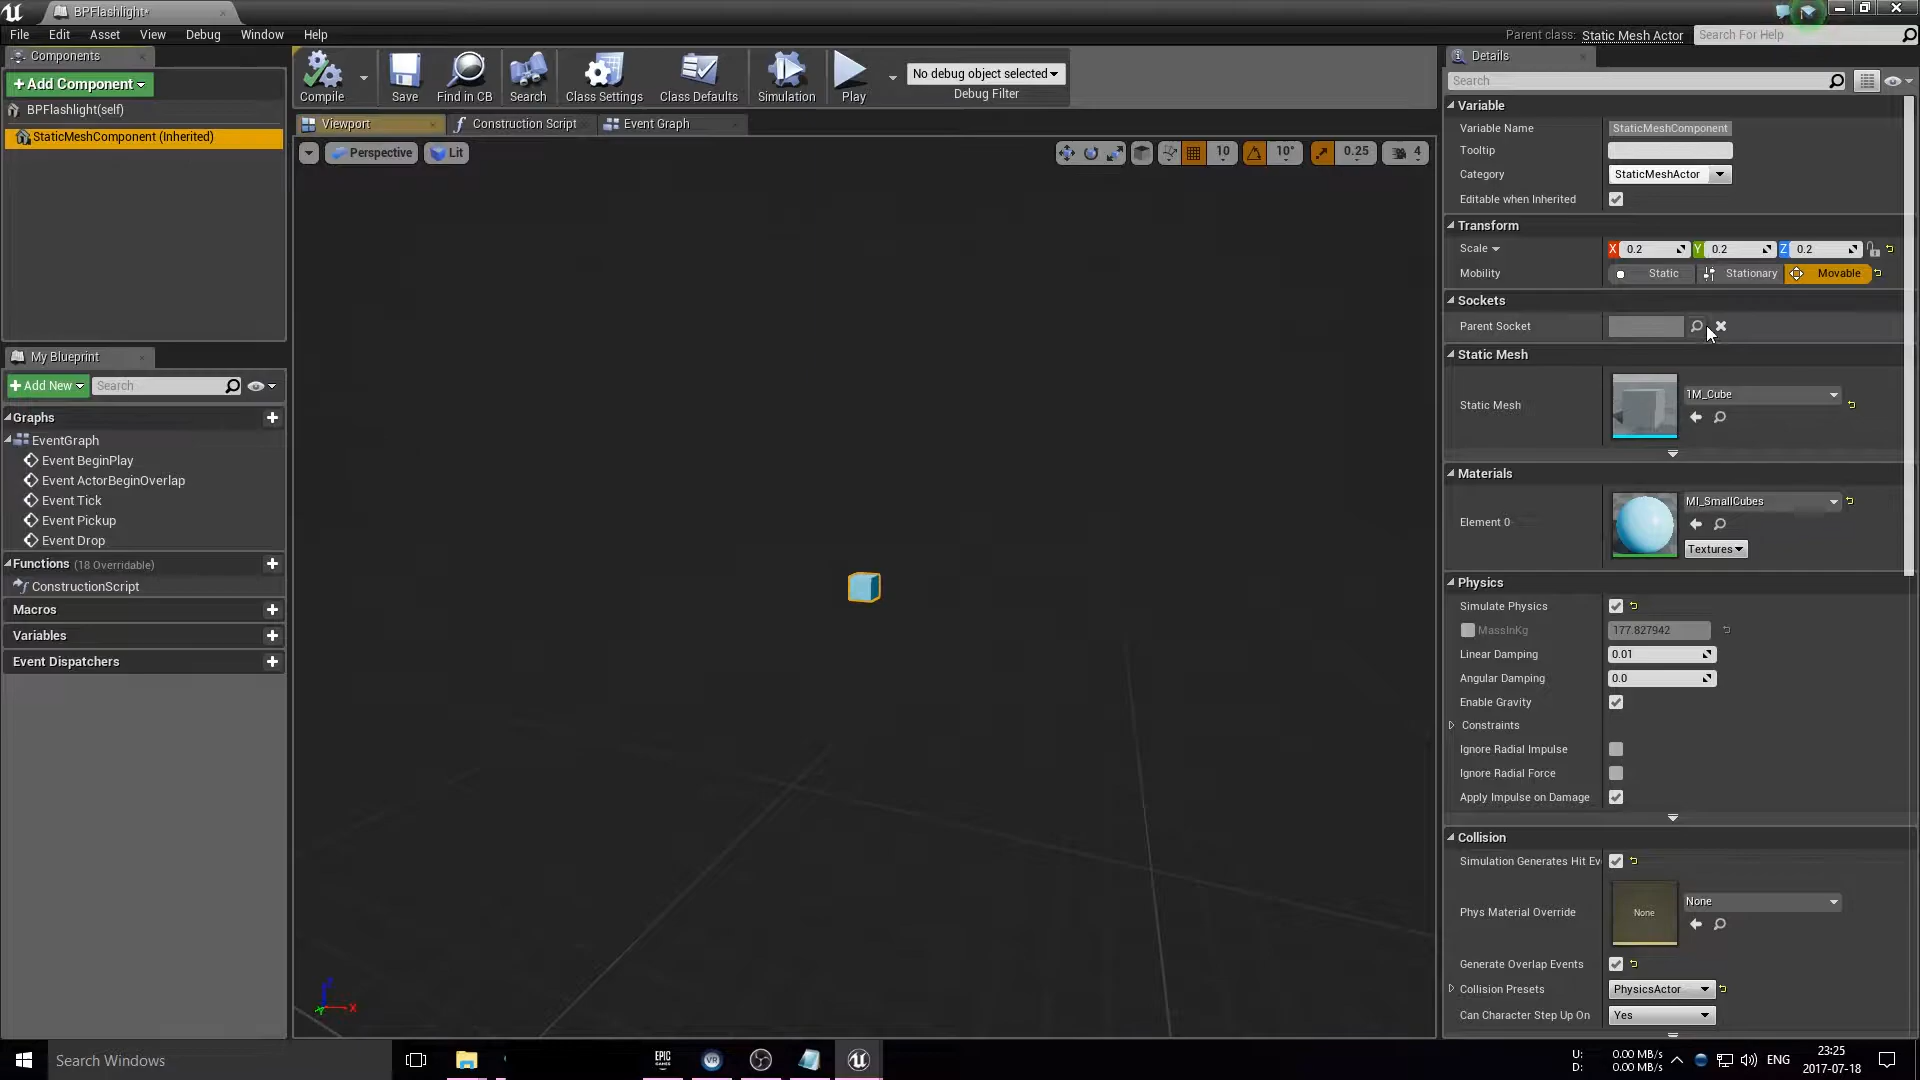 BPFlashlight*
File Edit Asset View Debug Window Help
Parent class: Static Mesh Actor
Search For Help
Components
+Add Component
BPFlashlight(self)
StaticMeshComponent (Inherited)
My Blueprint
+Add New
Search
Graphs
EventGraph
Event BeginPlay
Event ActorBeginOverlap
Event Tick
Event Pickup
Event Drop
Functions (18 Overridable)
ConstructionScript
Macros
Variables
Event Dispatchers
Compile
Save
Find in CB
Search
Class Settings
Class Defaults
Simulation
Play
No debug object selected
Debug Filter
Viewport
Construction Script
Event Graph
Perspective
Lit
10
10°
0.25
4
X
Details
Search
Variable
Variable Name StaticMeshComponent
Tooltip
Category StaticMeshActor
Editable when Inherited
Transform
Scale X 0.2 Y 0.2 Z 0.2
Mobility Static Stationary Movable
Sockets
Parent Socket
Static Mesh
Static Mesh 1M_Cube
Materials
Element 0 MI_SmallCubes
Textures
Physics
Simulate Physics
MassInKg 177.827942
Linear Damping 0.01
Angular Damping 0.0
Enable Gravity
Constraints
Ignore Radial Impulse
Ignore Radial Force
Apply Impulse on Damage
Collision
Simulation Generates Hit Ev
Phys Material Override None None
Generate Overlap Events
Collision Presets PhysicsActor
Can Character Step Up On Yes
Search Windows
EPIC GAMES
VR
U: 0.00 MB/s
D: 0.00 MB/s
ENG
23:25
2017-07-18